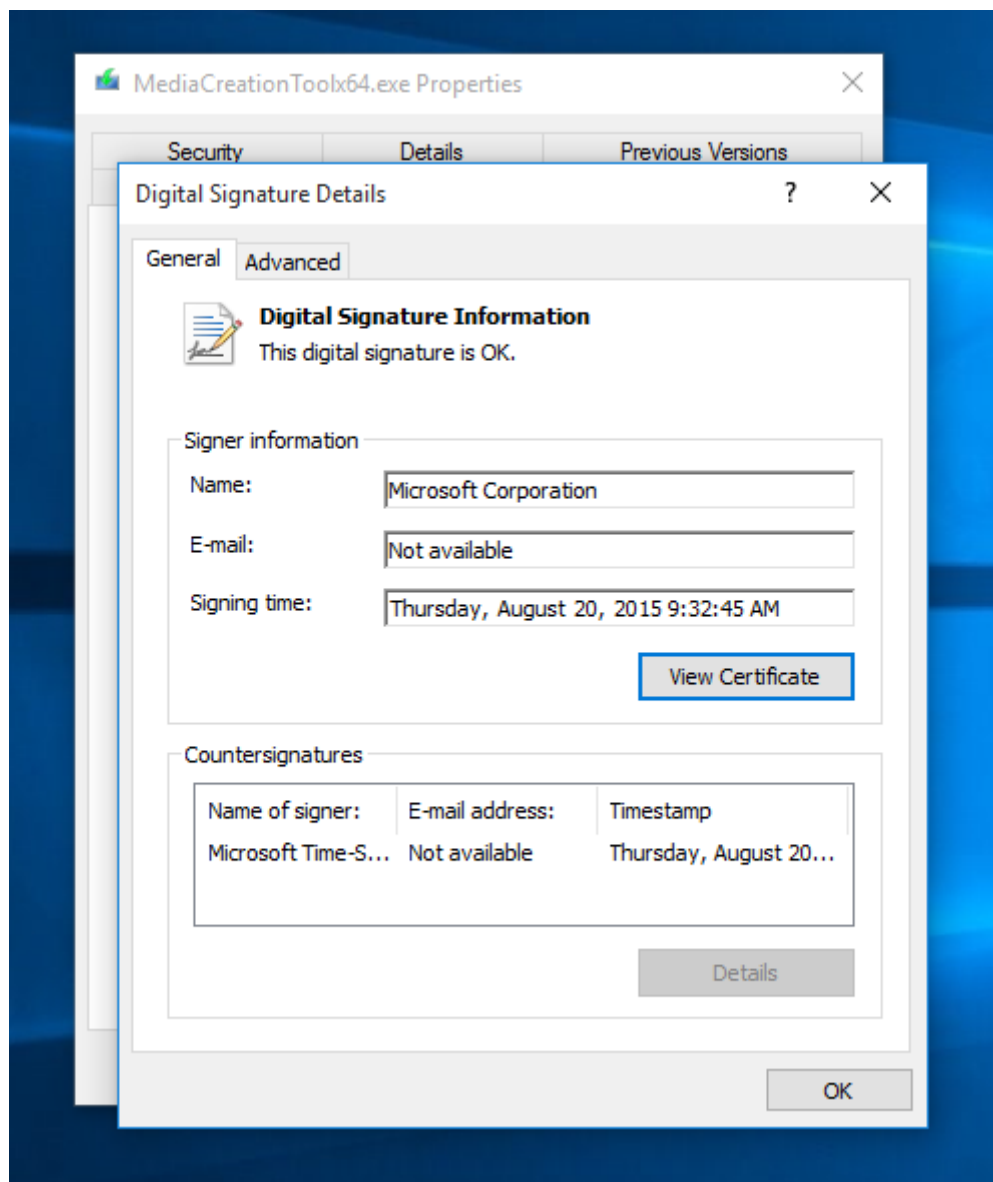 MediaCreationToolx64.exe Properties
Security Details Previous Versions
Digital Signature Details ?
General Advanced
Digital Signature Information
This digital signature is OK.
Signer information
Name: Microsoft Corporation
E-mail: Not available
Signing time: Thursday, August 20, 2015 9:32:45 AM
View Certificate
Countersignatures
Name of signer: E-mail address: Timestamp
Microsoft Time-S... Not available Thursday, August 20...
Details
OK